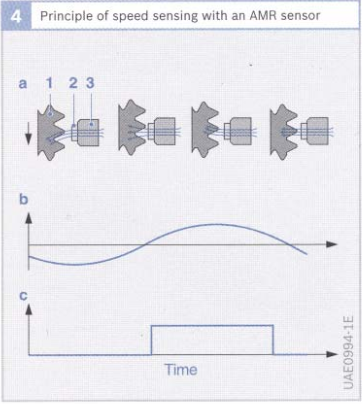 4 Principle of speed sensing with an AMR sensor
a 1 2 3
b
c
Time
UAE0994-1E